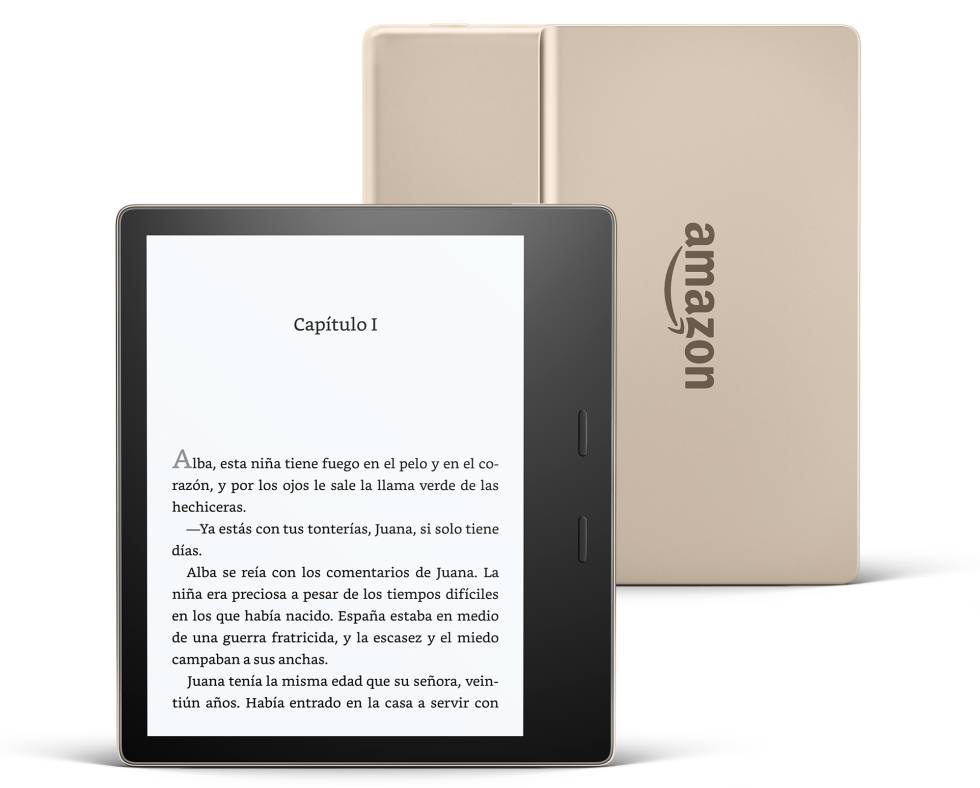 amazon
Capítulo I
Alba, esta niña tiene fuego en el pelo y en el co-
razón, y por los ojos le sale la llama verde de las
hechiceras.
—Ya estás con tus tonterías, Juana, si solo tiene
días.
Alba se reía con los comentarios de Juana. La
niña era preciosa a pesar de los tiempos difíciles
en los que había nacido. España estaba en medio
de una guerra fratricida, y la escasez y el miedo
campaban a sus anchas.
Juana tenía la misma edad que su señora, vein-
tiún años. Había entrado en la casa a servir con